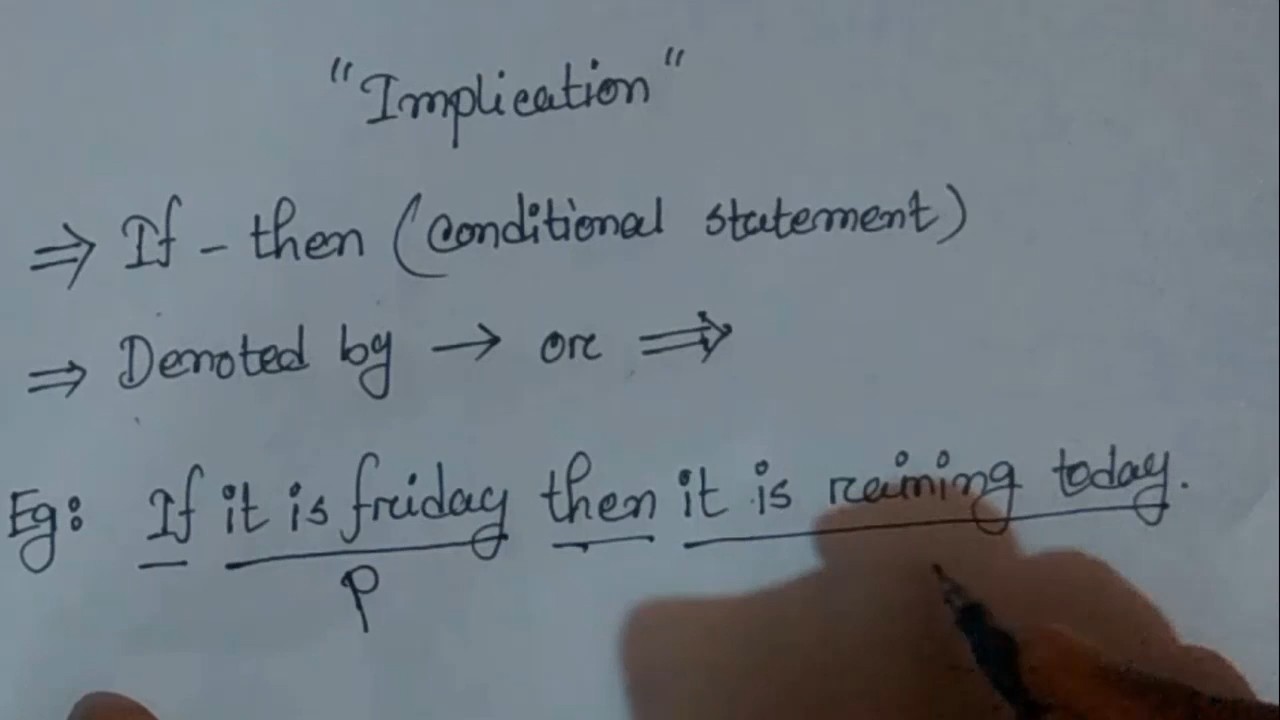 "Implication"
⇒ If - then (conditional statement)
⇒ Denoted by → or ⇒
Eg: If it is friday then it is raining today.
P